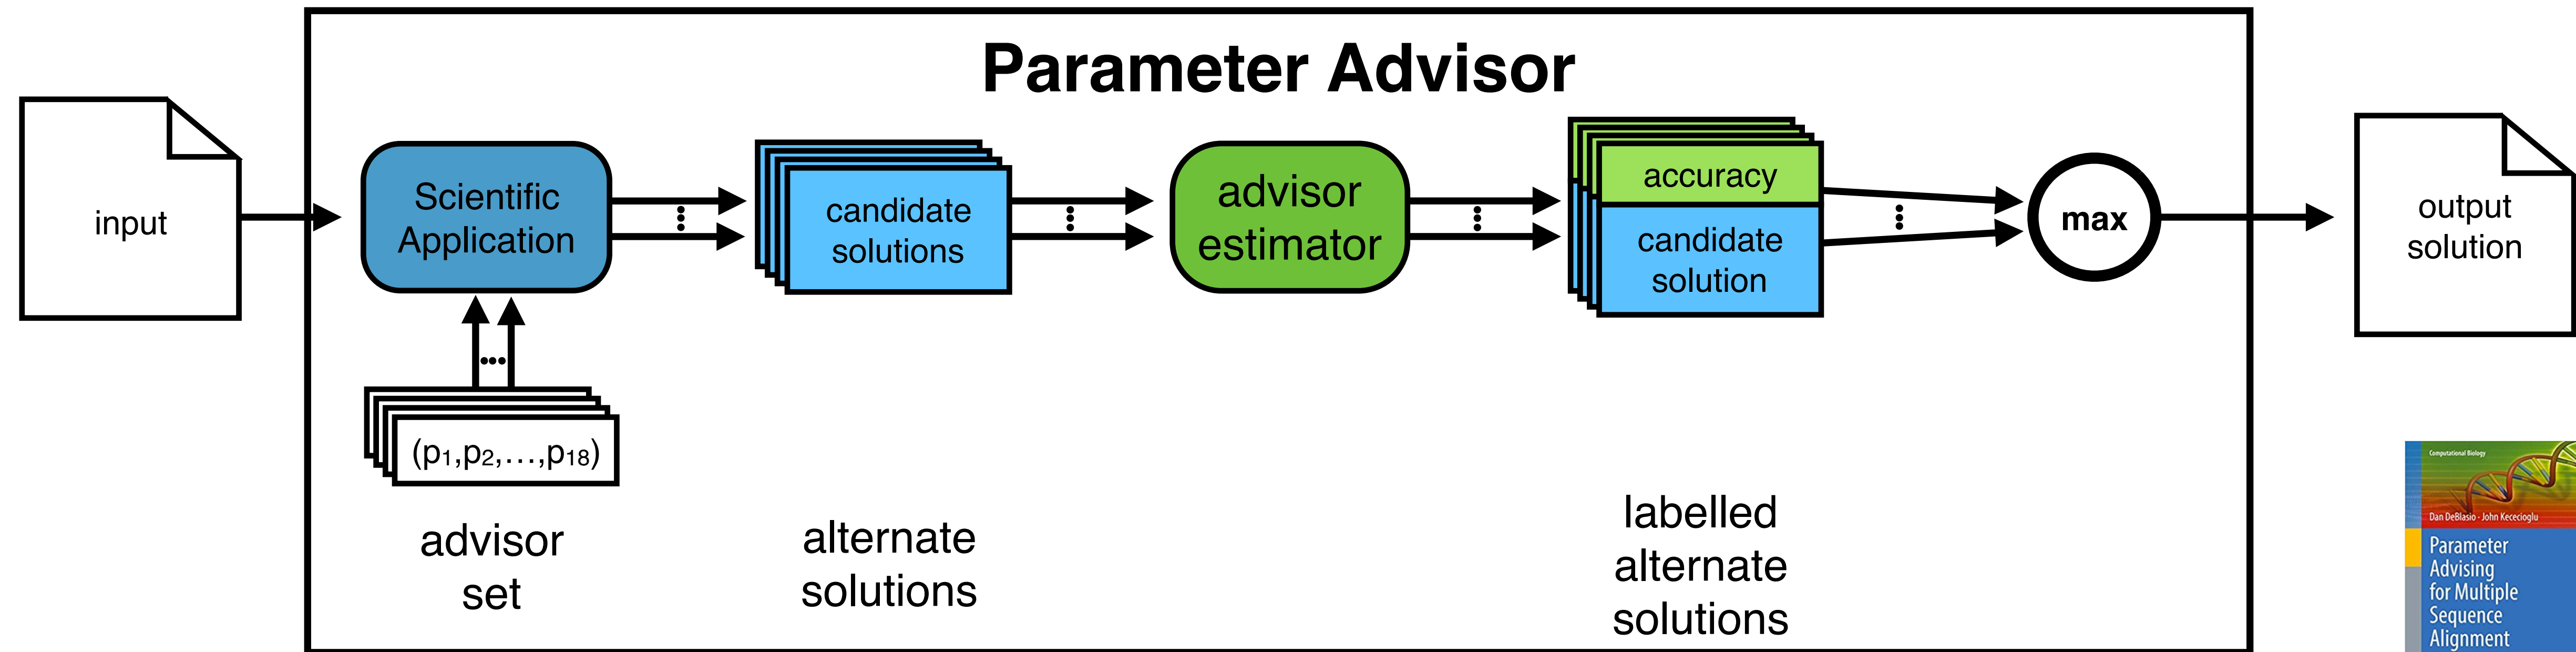 Parameter Advisor
input
Scientific
Application
(p₁,p₂,...,p₁₈)
advisor
set
candidate
solutions
alternate
solutions
advisor
estimator
accuracy
candidate
solution
labelled
alternate
solutions
max
output
solution
Computational Biology
Dan DeBlasio · John Kececioglu
Parameter
Advising
for Multiple
Sequence
Alignment